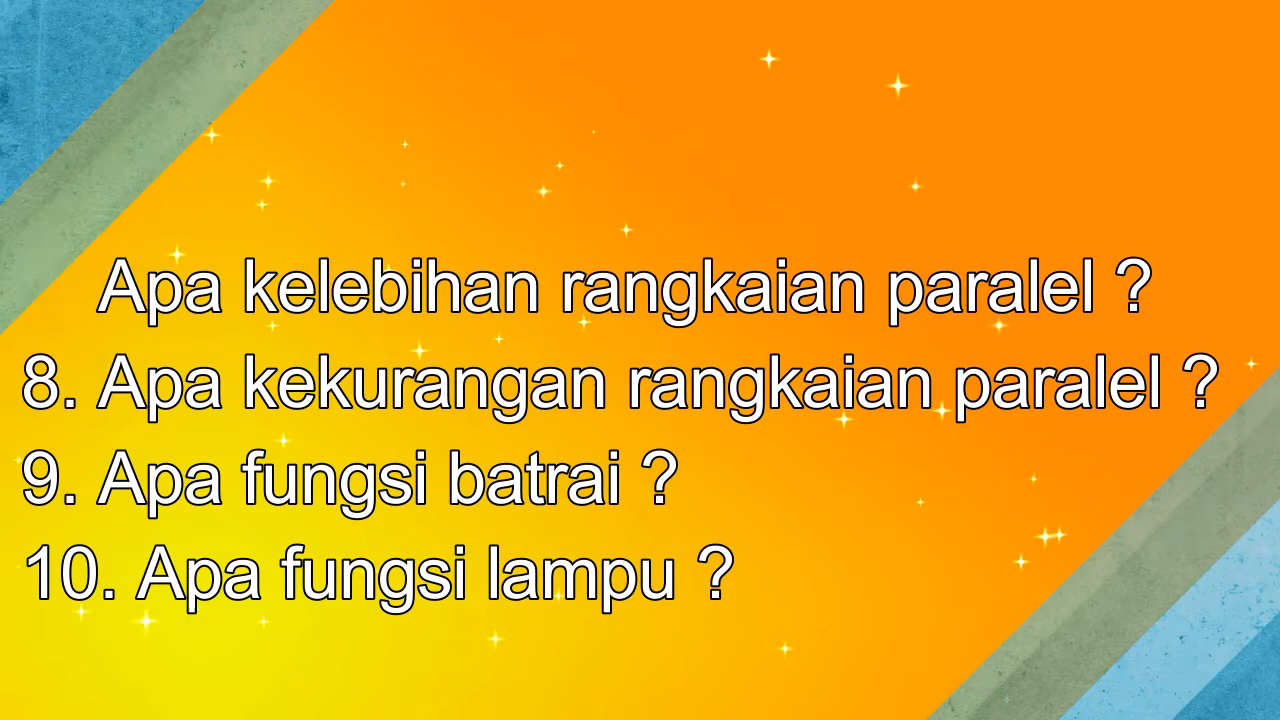 Apa kelebihan rangkaian paralel ?
8. Apa kekurangan rangkaian paralel ?
9. Apa fungsi batrai ?
10. Apa fungsi lampu ?